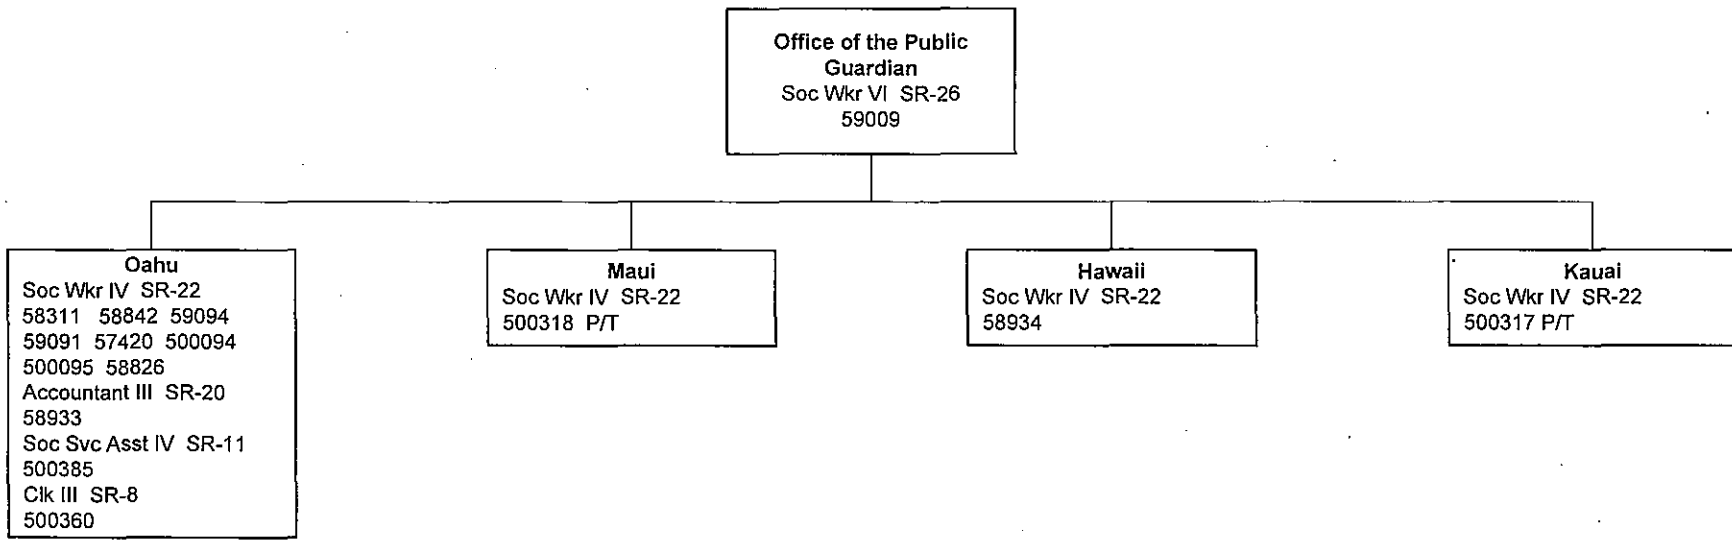 Office of the Public
Guardian
Soc Wkr VI SR-26
59009
Oahu
Soc Wkr IV SR-22
58311 58842 59094
59091 57420 500094
500095 58826
Accountant III SR-20
58933
Soc Svc Asst IV SR-11
500385
Clk III SR-8
500360
Maui
Soc Wkr IV SR-22
500318 P/T
Hawaii
Soc Wkr IV SR-22
58934
Kauai
Soc Wkr IV SR-22
500317 P/T